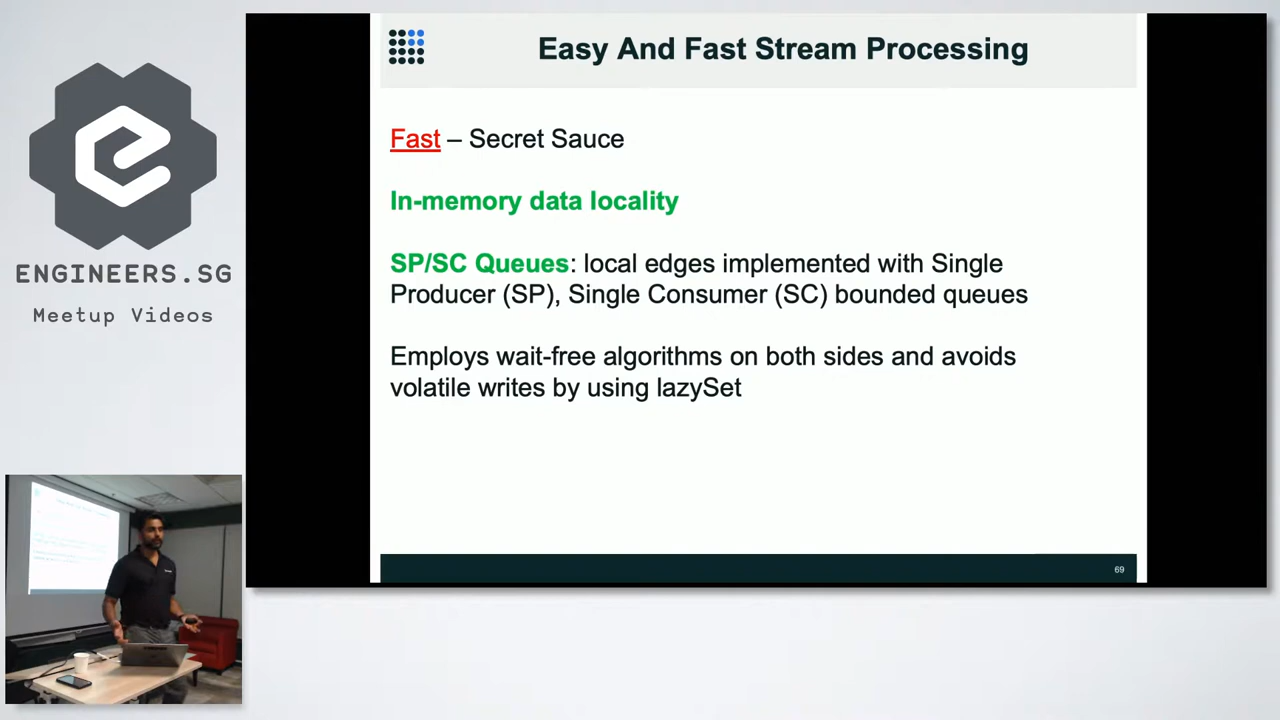 Easy And Fast Stream Processing
Fast – Secret Sauce
In-memory data locality
SP/SC Queues: local edges implemented with Single
Producer (SP), Single Consumer (SC) bounded queues
Employs wait-free algorithms on both sides and avoids
volatile writes by using lazySet
69
ENGINEERS.SG
Meetup Videos